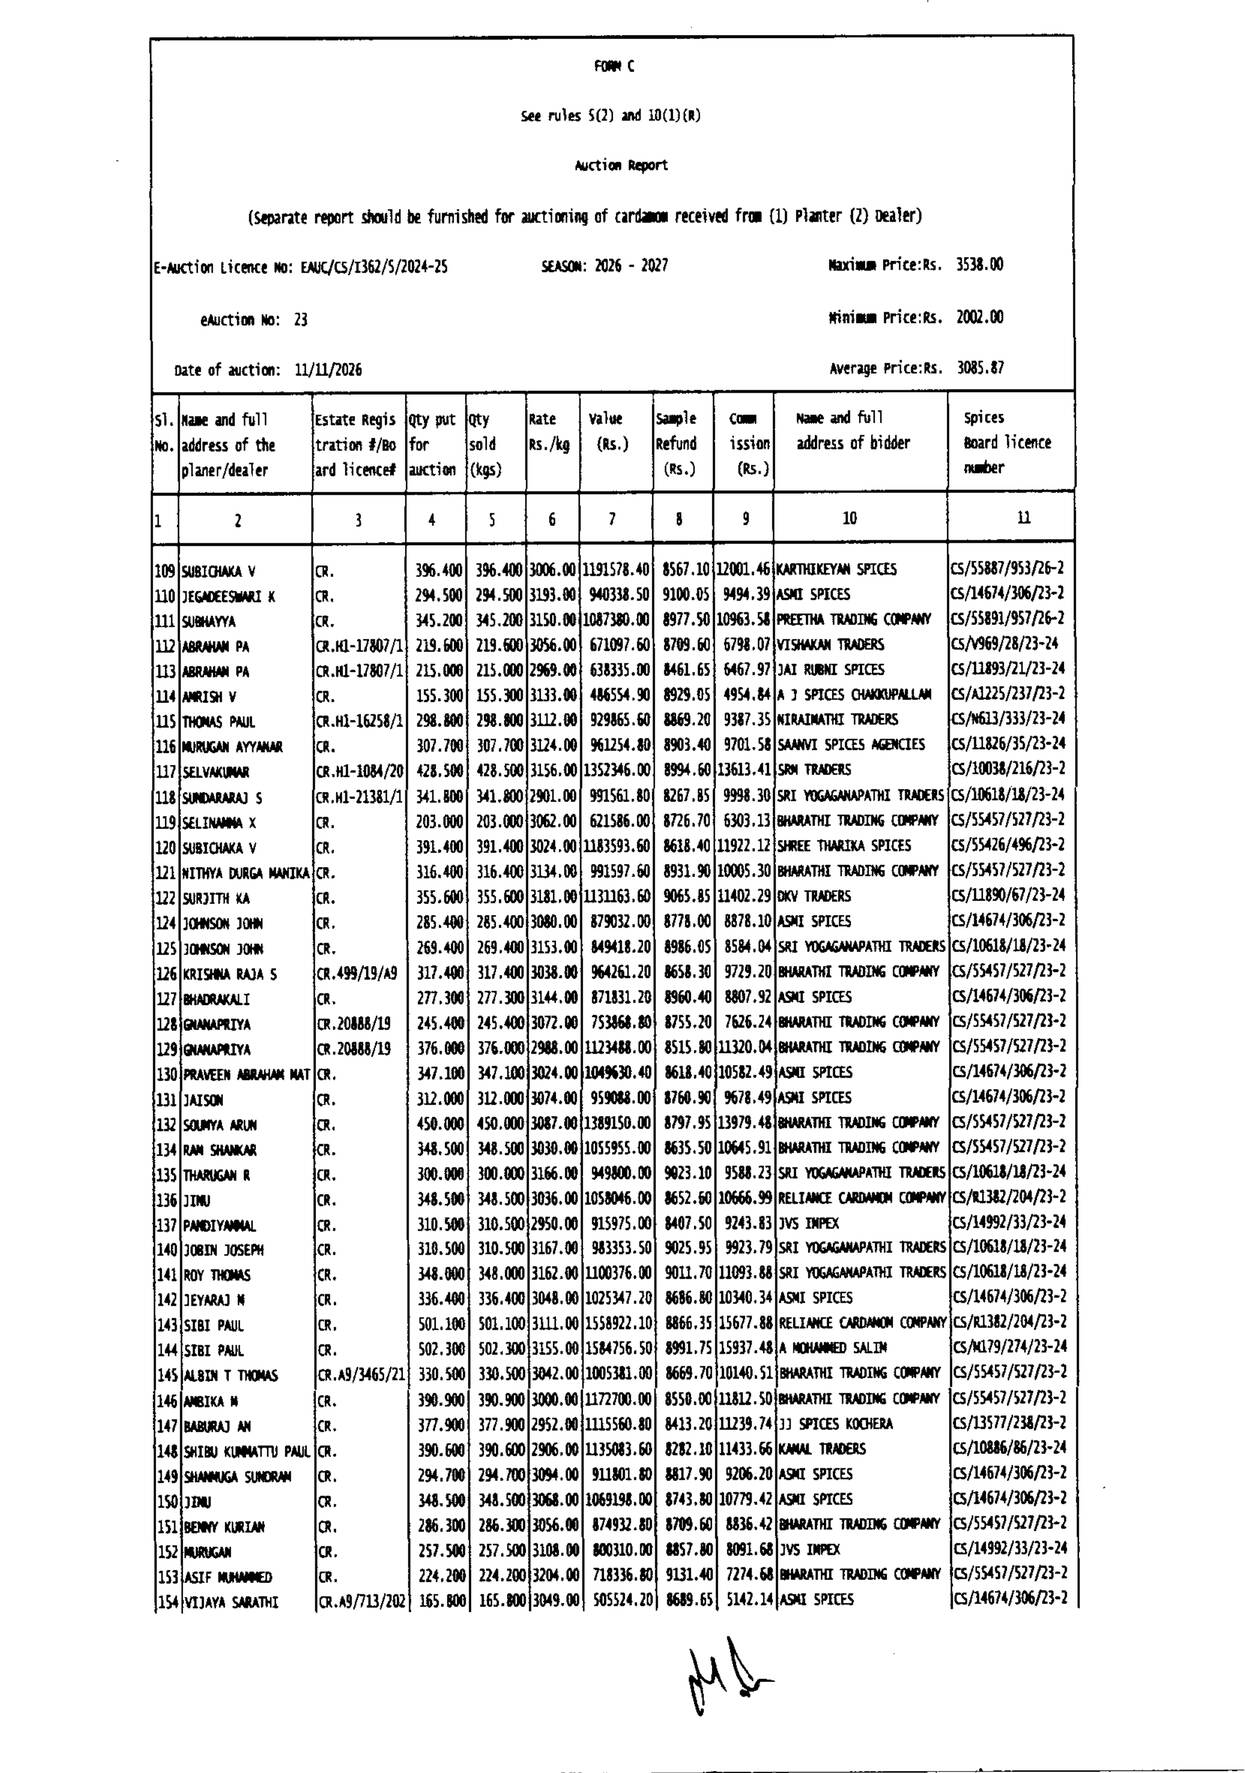 FORM C
See rules 5(2) and 10(1)(R)
Auction Report
(Separate report should be furnished for auctioning of cardamom received from (1) Planter (2) Dealer)
E-Auction Licence No: EAUC/CS/I362/S/2024-25 SEASON: 2026 - 2027 Maximum Price:Rs. 3538.00
eAuction No: 23 Minimum Price:Rs. 2002.00
Date of auction: 11/11/2026 Average Price:Rs. 3085.87
Sl. Name and full Estate Regis Qty put Qty Rate Value Sample Comm Name and full Spices
No. address of the tration #/Bo for sold Rs./kg (Rs.) Refund ission address of bidder Board licence
planer/dealer ard licence# auction (kgs) (Rs.) (Rs.) number
1 2 3 4 5 6 7 8 9 10 11
109 SUBICHAKA V CR. 396.400 396.400 3006.00 1191578.40 8567.10 12001.46 KARTHIKEYAN SPICES CS/55887/953/26-2
110 JEGADEESWARI K CR. 294.500 294.500 3193.00 940338.50 9100.05 9494.39 ASMI SPICES CS/14674/306/23-2
111 SUBHAYYA CR. 345.200 345.200 3150.00 1087380.00 8977.50 10963.58 PREETHA TRADING COMPANY CS/55891/957/26-2
112 ABRAHAM PA CR.H1-17807/1 219.600 219.600 3056.00 671097.60 8709.60 6798.07 VISHAKAN TRADERS CS/V969/28/23-24
113 ABRAHAM PA CR.H1-17807/1 215.000 215.000 2969.00 638335.00 8461.65 6467.97 JAI RUBNI SPICES CS/11893/21/23-24
114 AMRISH V CR. 155.300 155.300 3133.00 486554.90 8929.05 4954.84 A J SPICES CHAKKUPALLAM CS/A1225/237/23-2
115 THOMAS PAUL CR.H1-16258/1 298.800 298.800 3112.00 929865.60 8869.20 9387.35 NIRAIMATHI TRADERS CS/N613/333/23-24
116 MURUGAN AYYANAR CR. 307.700 307.700 3124.00 961254.80 8903.40 9701.58 SAANVI SPICES AGENCIES CS/11826/35/23-24
117 SELVAKUMAR CR.H1-1084/20 428.500 428.500 3156.00 1352346.00 8994.60 13613.41 SRM TRADERS CS/10038/216/23-2
118 SUNDARARAJ S CR.H1-21381/1 341.800 341.800 2901.00 991561.80 8267.85 9998.30 SRI YOGAGANAPATHI TRADERS CS/10618/18/23-24
119 SELINAMMA X CR. 203.000 203.000 3062.00 621586.00 8726.70 6303.13 BHARATHI TRADING COMPANY CS/55457/527/23-2
120 SUBICHAKA V CR. 391.400 391.400 3024.00 1183593.60 8618.40 11922.12 SHREE THARIKA SPICES CS/55426/496/23-2
121 NITHYA DURGA MANIKA CR. 316.400 316.400 3134.00 991597.60 8931.90 10005.30 BHARATHI TRADING COMPANY CS/55457/527/23-2
122 SURJITH KA CR. 355.600 355.600 3181.00 1131163.60 9065.85 11402.29 DKV TRADERS CS/11890/67/23-24
124 JOHNSON JOHN CR. 285.400 285.400 3080.00 879032.00 8778.00 8878.10 ASMI SPICES CS/14674/306/23-2
125 JOHNSON JOHN CR. 269.400 269.400 3153.00 849418.20 8986.05 8584.04 SRI YOGAGANAPATHI TRADERS CS/10618/18/23-24
126 KRISHNA RAJA S CR.499/19/A9 317.400 317.400 3038.00 964261.20 8658.30 9729.20 BHARATHI TRADING COMPANY CS/55457/527/23-2
127 BHADRAKALI CR. 277.300 277.300 3144.00 871831.20 8960.40 8807.92 ASMI SPICES CS/14674/306/23-2
128 GNANAPRIYA CR.20888/19 245.400 245.400 3072.00 753868.80 8755.20 7626.24 BHARATHI TRADING COMPANY CS/55457/527/23-2
129 GNANAPRIYA CR.20888/19 376.000 376.000 2988.00 1123488.00 8515.80 11320.04 BHARATHI TRADING COMPANY CS/55457/527/23-2
130 PRAVEEN ABRAHAM MAT CR. 347.100 347.100 3024.00 1049630.40 8618.40 10582.49 ASMI SPICES CS/14674/306/23-2
131 JAISON CR. 312.000 312.000 3074.00 959088.00 8760.90 9678.49 ASMI SPICES CS/14674/306/23-2
132 SOUMYA ARUN CR. 450.000 450.000 3087.00 1389150.00 8797.95 13979.48 BHARATHI TRADING COMPANY CS/55457/527/23-2
134 RAM SHANKAR CR. 348.500 348.500 3030.00 1055955.00 8635.50 10645.91 BHARATHI TRADING COMPANY CS/55457/527/23-2
135 THARUGAN R CR. 300.000 300.000 3166.00 949800.00 9023.10 9588.23 SRI YOGAGANAPATHI TRADERS CS/10618/18/23-24
136 JINU CR. 348.500 348.500 3036.00 1058046.00 8652.60 10666.99 RELIANCE CARDAMOM COMPANY CS/R1382/204/23-2
137 PANDIYAMMAL CR. 310.500 310.500 2950.00 915975.00 8407.50 9243.83 JVS IMPEX CS/14992/33/23-24
140 JOBIN JOSEPH CR. 310.500 310.500 3167.00 983353.50 9025.95 9923.79 SRI YOGAGANAPATHI TRADERS CS/10618/18/23-24
141 ROY THOMAS CR. 348.000 348.000 3162.00 1100376.00 9011.70 11093.88 SRI YOGAGANAPATHI TRADERS CS/10618/18/23-24
142 JEYARAJ M CR. 336.400 336.400 3048.00 1025347.20 8686.80 10340.34 ASMI SPICES CS/14674/306/23-2
143 SIBI PAUL CR. 501.100 501.100 3111.00 1558922.10 8866.35 15677.88 RELIANCE CARDAMOM COMPANY CS/R1382/204/23-2
144 SIBI PAUL CR. 502.300 502.300 3155.00 1584756.50 8991.75 15937.48 A MOHAMMED SALIM CS/M179/274/23-24
145 ALBIN T THOMAS CR.A9/3465/21 330.500 330.500 3042.00 1005381.00 8669.70 10140.51 BHARATHI TRADING COMPANY CS/55457/527/23-2
146 AMBIKA M CR. 390.900 390.900 3000.00 1172700.00 8550.00 11812.50 BHARATHI TRADING COMPANY CS/55457/527/23-2
147 BABURAJ AN CR. 377.900 377.900 2952.00 1115560.80 8413.20 11239.74 JJ SPICES KOCHERA CS/13577/238/23-2
148 SHIBU KUMMATTU PAUL CR. 390.600 390.600 2906.00 1135083.60 8282.10 11433.66 KAMAL TRADERS CS/10886/86/23-24
149 SHANMUGA SUNDRAM CR. 294.700 294.700 3094.00 911801.80 8817.90 9206.20 ASMI SPICES CS/14674/306/23-2
150 JINU CR. 348.500 348.500 3068.00 1069198.00 8743.80 10779.42 ASMI SPICES CS/14674/306/23-2
151 BENNY KURIAN CR. 286.300 286.300 3056.00 874932.80 8709.60 8836.42 BHARATHI TRADING COMPANY CS/55457/527/23-2
152 MURUGAN CR. 257.500 257.500 3108.00 800310.00 8857.80 8091.68 JVS IMPEX CS/14992/33/23-24
153 ASIF MUHAMMED CR. 224.200 224.200 3204.00 718336.80 9131.40 7274.68 BHARATHI TRADING COMPANY CS/55457/527/23-2
154 VIJAYA SARATHI CR.A9/713/202 165.800 165.800 3049.00 505524.20 8689.65 5142.14 ASMI SPICES CS/14674/306/23-2